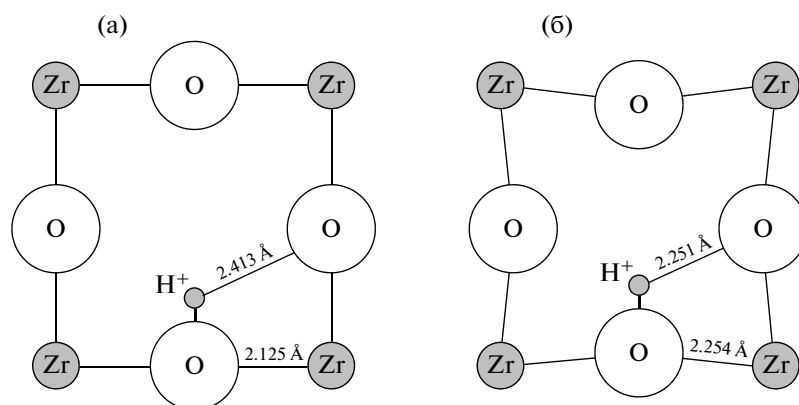 (а) (б)
Zr O Zr Zr O Zr
O O O O
2.413 Å 2.251 Å
H+ H+
Zr O 2.125 Å Zr Zr O 2.254 Å Zr